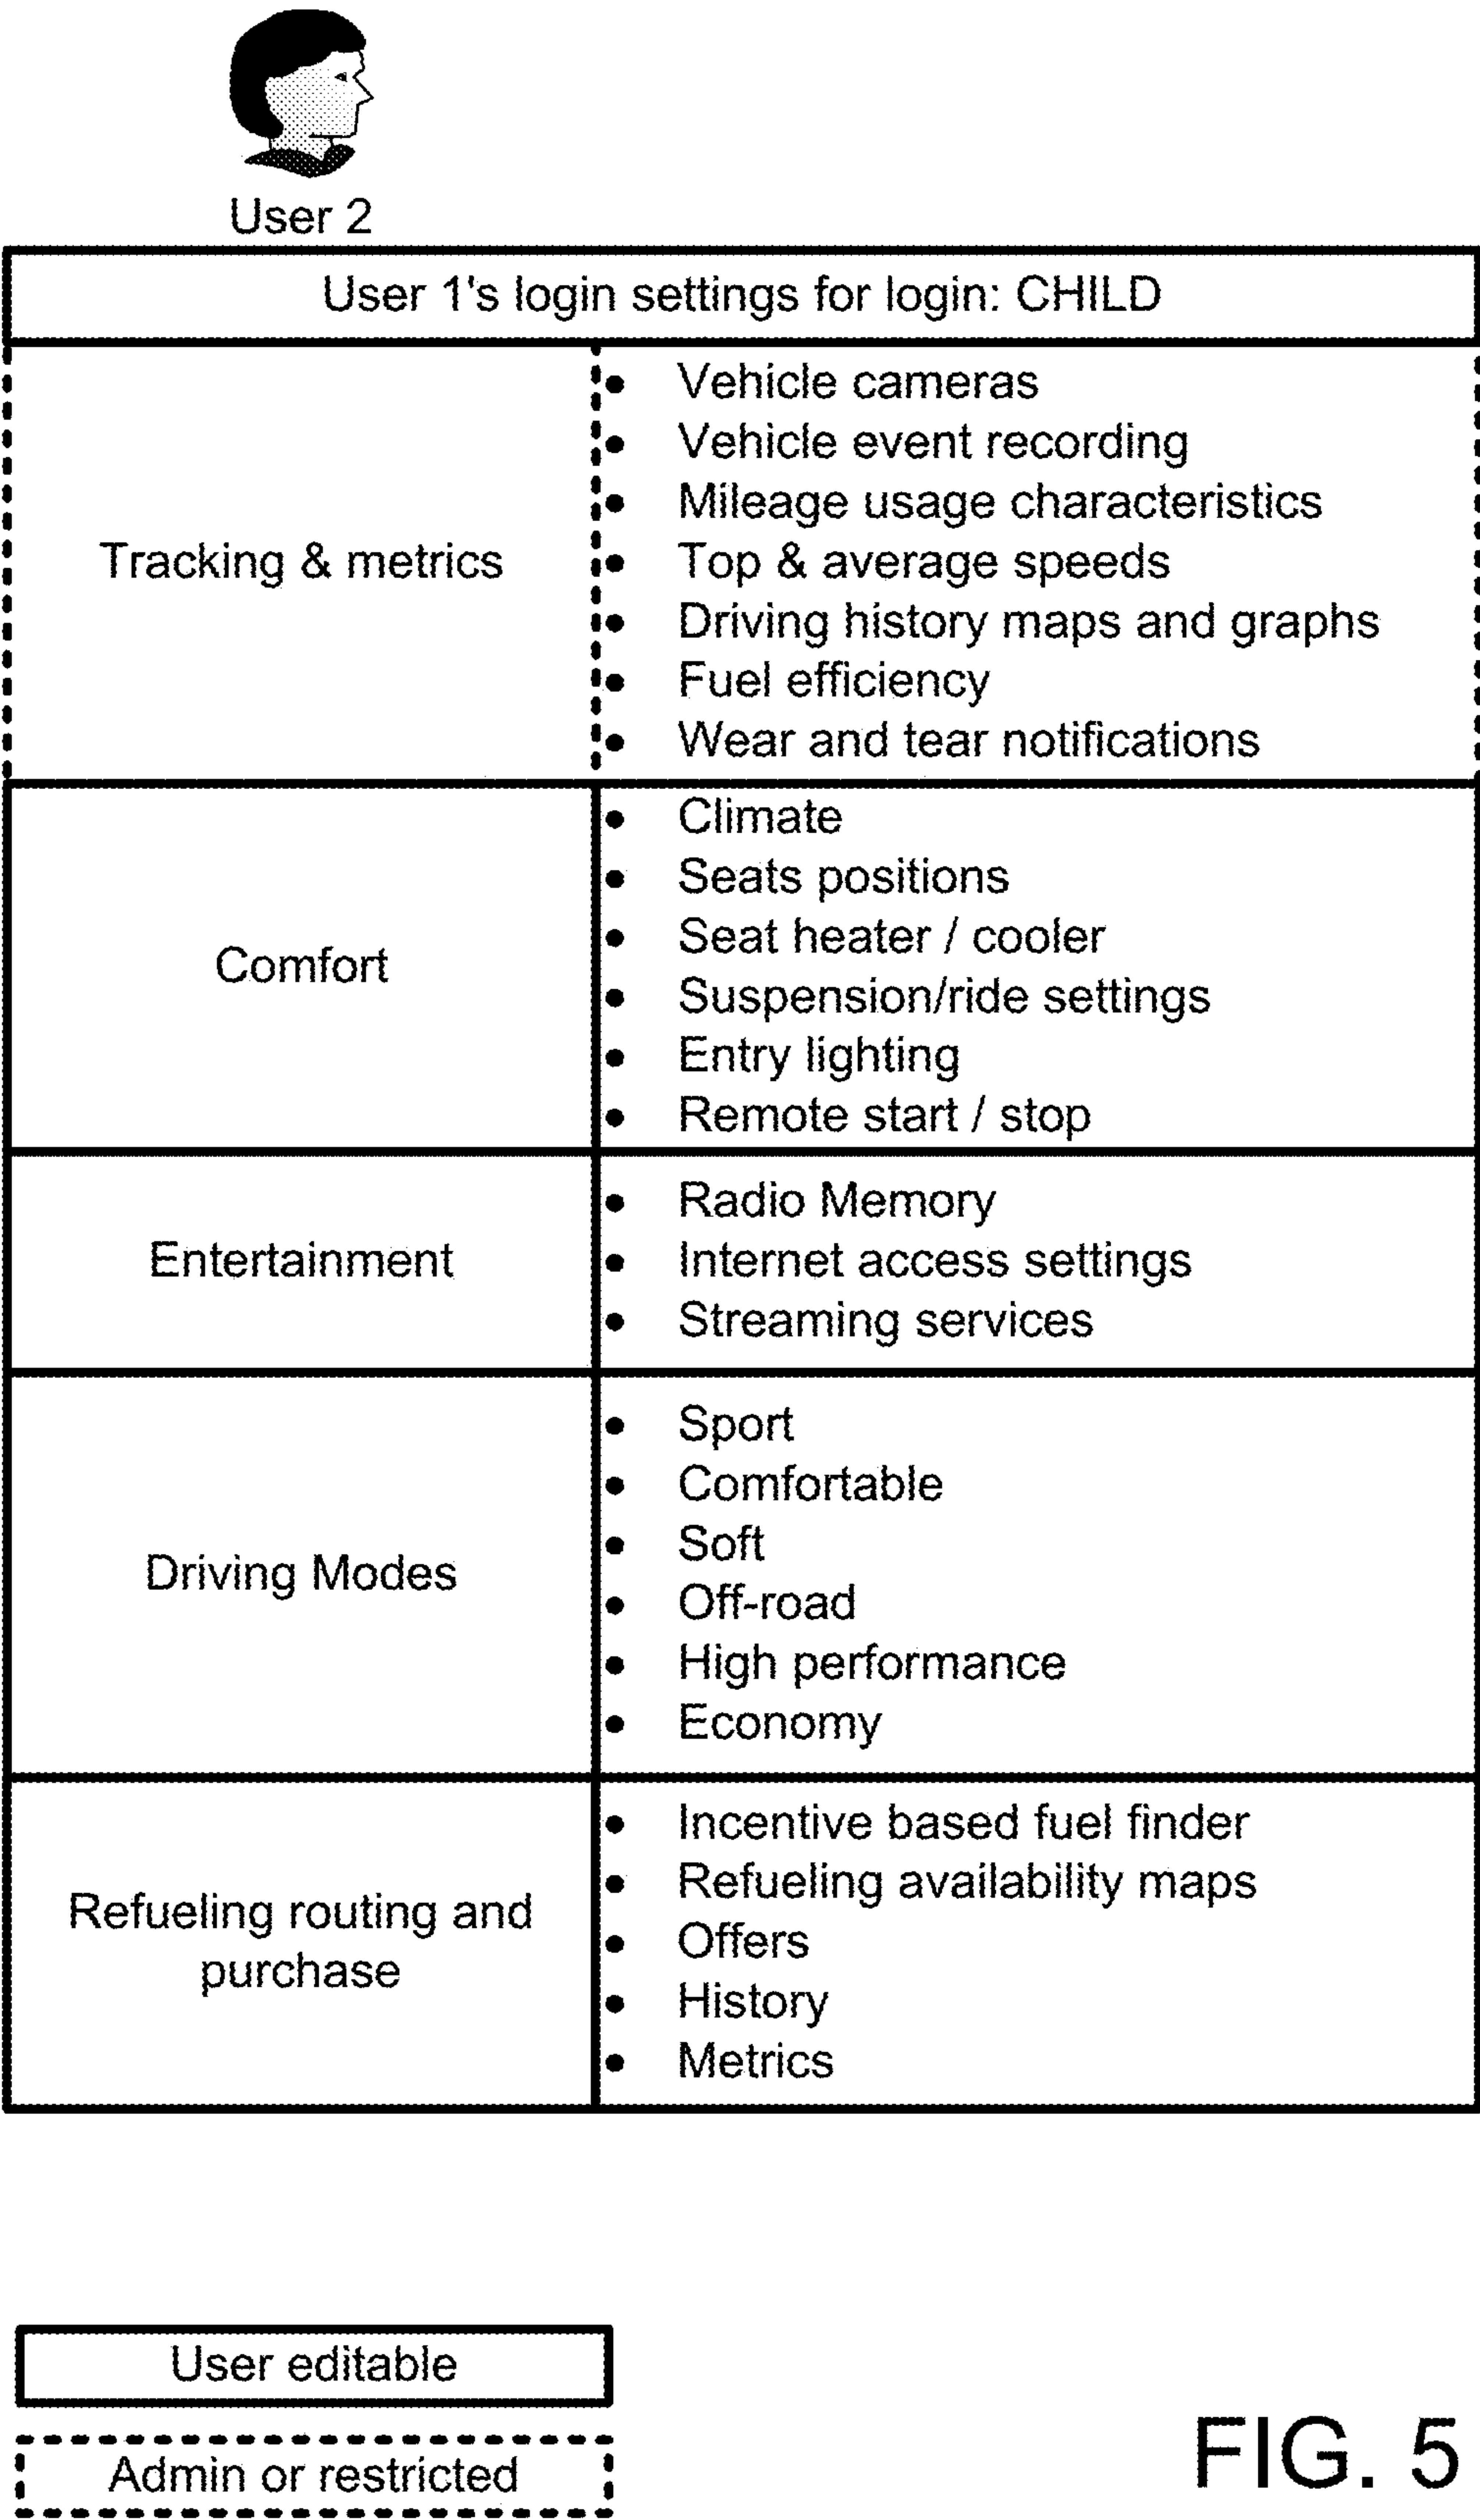 User 2
User 1's login settings for login: CHILD
Tracking & metrics
• Vehicle cameras
• Vehicle event recording
• Mileage usage characteristics
• Top & average speeds
• Driving history maps and graphs
• Fuel efficiency
• Wear and tear notifications
Comfort
• Climate
• Seats positions
• Seat heater / cooler
• Suspension/ride settings
• Entry lighting
• Remote start / stop
Entertainment
• Radio Memory
• Internet access settings
• Streaming services
Driving Modes
• Sport
• Comfortable
• Soft
• Off-road
• High performance
• Economy
Refueling routing and
purchase
• Incentive based fuel finder
• Refueling availability maps
• Offers
• History
• Metrics
User editable
Admin or restricted
FIG. 5